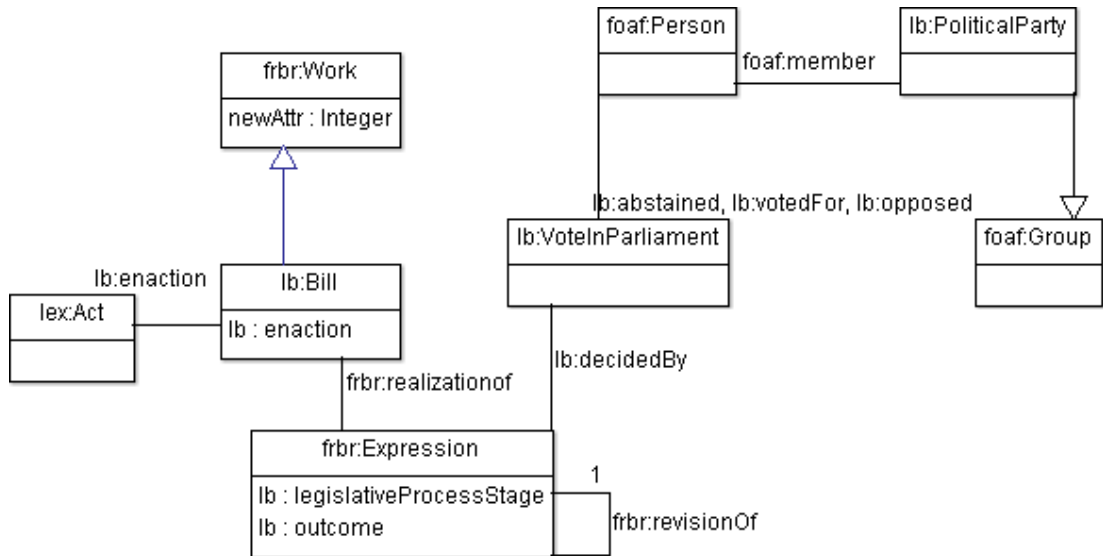 foaf:Person
lb:PoliticalParty
foaf:member
frbr:Work
newAttr : Integer
lb:abstained, lb:votedFor, lb:opposed
lb:VoteInParliament
foaf:Group
lb:enaction
lb:Bill
lb : enaction
lex:Act
lb:decidedBy
frbr:realizationof
frbr:Expression
lb : legislativeProcessStage
lb : outcome
1
frbr:revisionOf